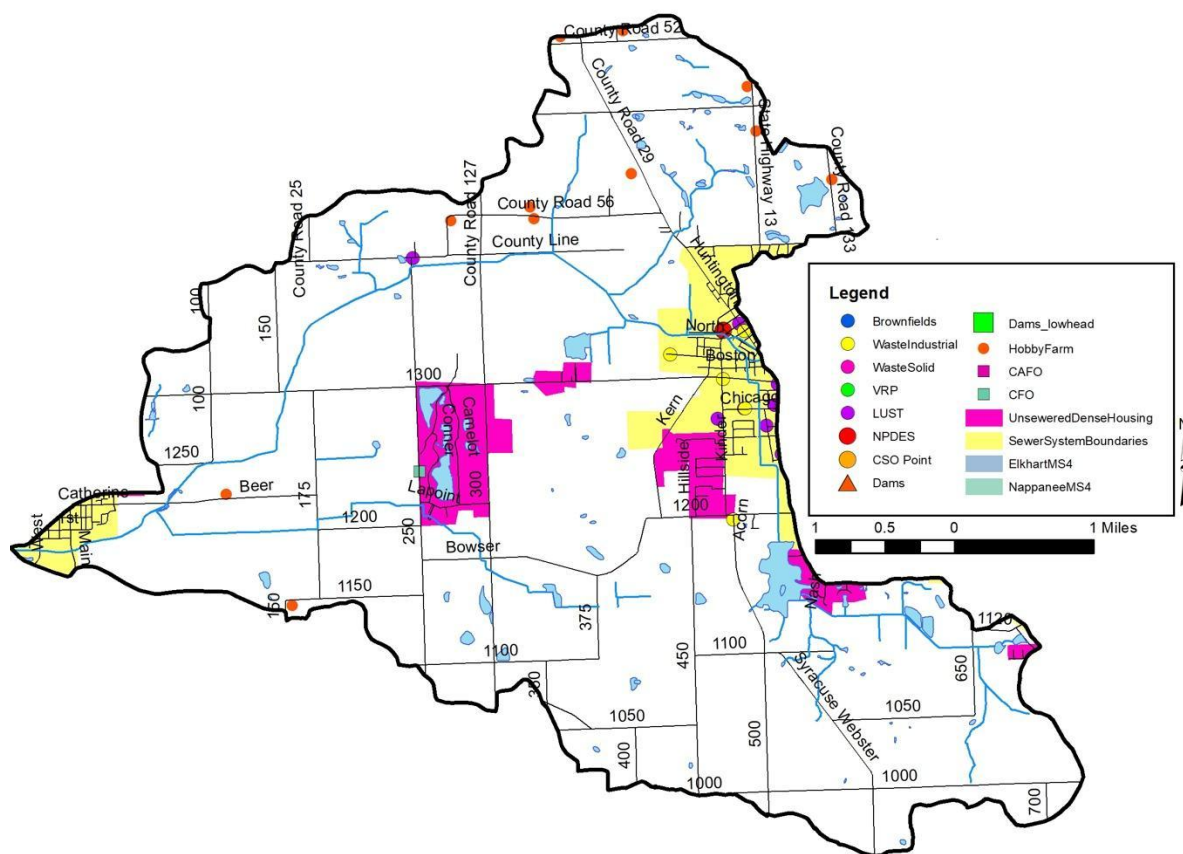 County Road 52
County Road 29
State Highway 13
County Road 133
County Road 25
County Road 127
County Road 56
County Line
Huntington
100
150
North
Boston
1300
100
Kern
Chicago
Corner
Camelot
Hillside
Kinder
1250
Catherine
Beer
175
Lapoint
300
1200
Acorn
West
1st
Main
1200
250
Bowser
Nash
150
1150
375
1120
1100
450
1100
650
350
Syracuse Webster
1050
1050
400
500
1000
1000
700
Legend
Brownfields
WasteIndustrial
WasteSolid
VRP
LUST
NPDES
CSO Point
Dams
Dams_lowhead
HobbyFarm
CAFO
CFO
UnseweredDenseHousing
SewerSystemBoundaries
ElkhartMS4
NappaneeMS4
1 0.5 0 1 Miles
N